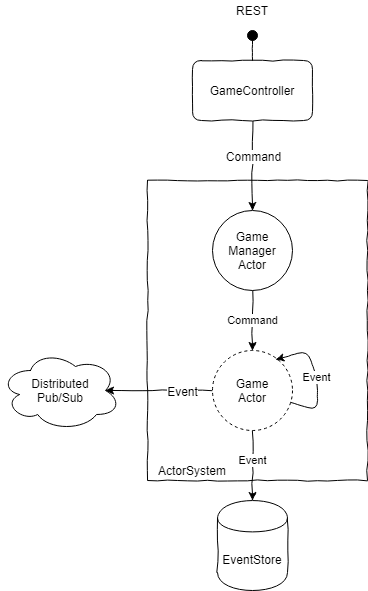 REST
GameController
Command
Game
Manager
Actor
Command
Distributed
Pub/Sub
Event
Game
Actor
Event
Event
ActorSystem
EventStore